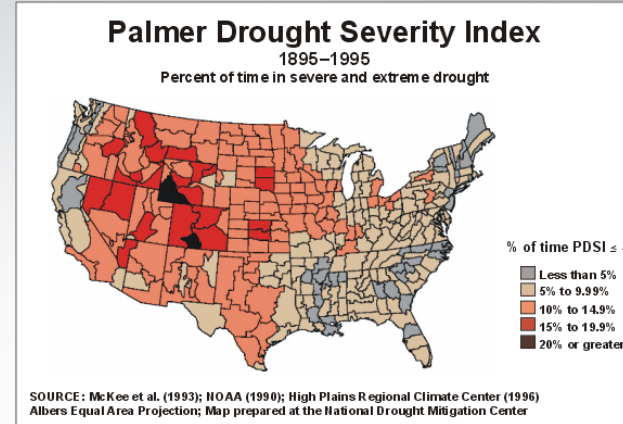 Palmer Drought Severity Index
1895–1995
Percent of time in severe and extreme drought
% of time PDSI ≤
Less than 5%
5% to 9.99%
10% to 14.9%
15% to 19.9%
20% or greater
SOURCE: McKee et al. (1993); NOAA (1990); High Plains Regional Climate Center (1996)
Albers Equal Area Projection; Map prepared at the National Drought Mitigation Center